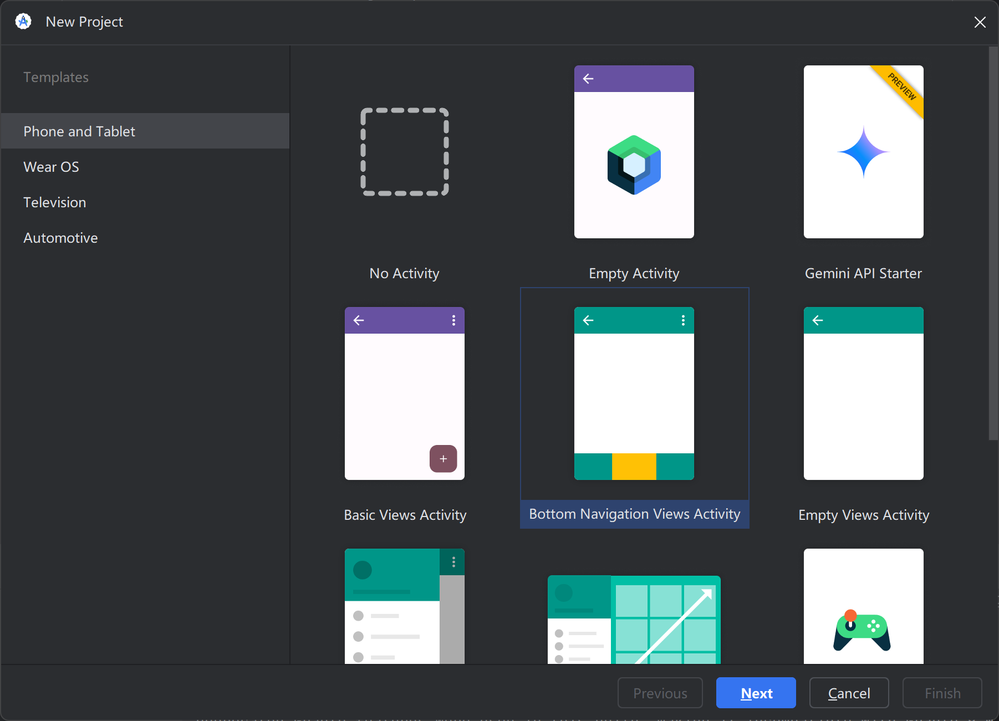 New Project
Templates
Phone and Tablet
Wear OS
Television
Automotive
PREVIEW
No Activity
Empty Activity
Gemini API Starter
Basic Views Activity
Bottom Navigation Views Activity
Empty Views Activity
Previous
Next
Cancel
Finish